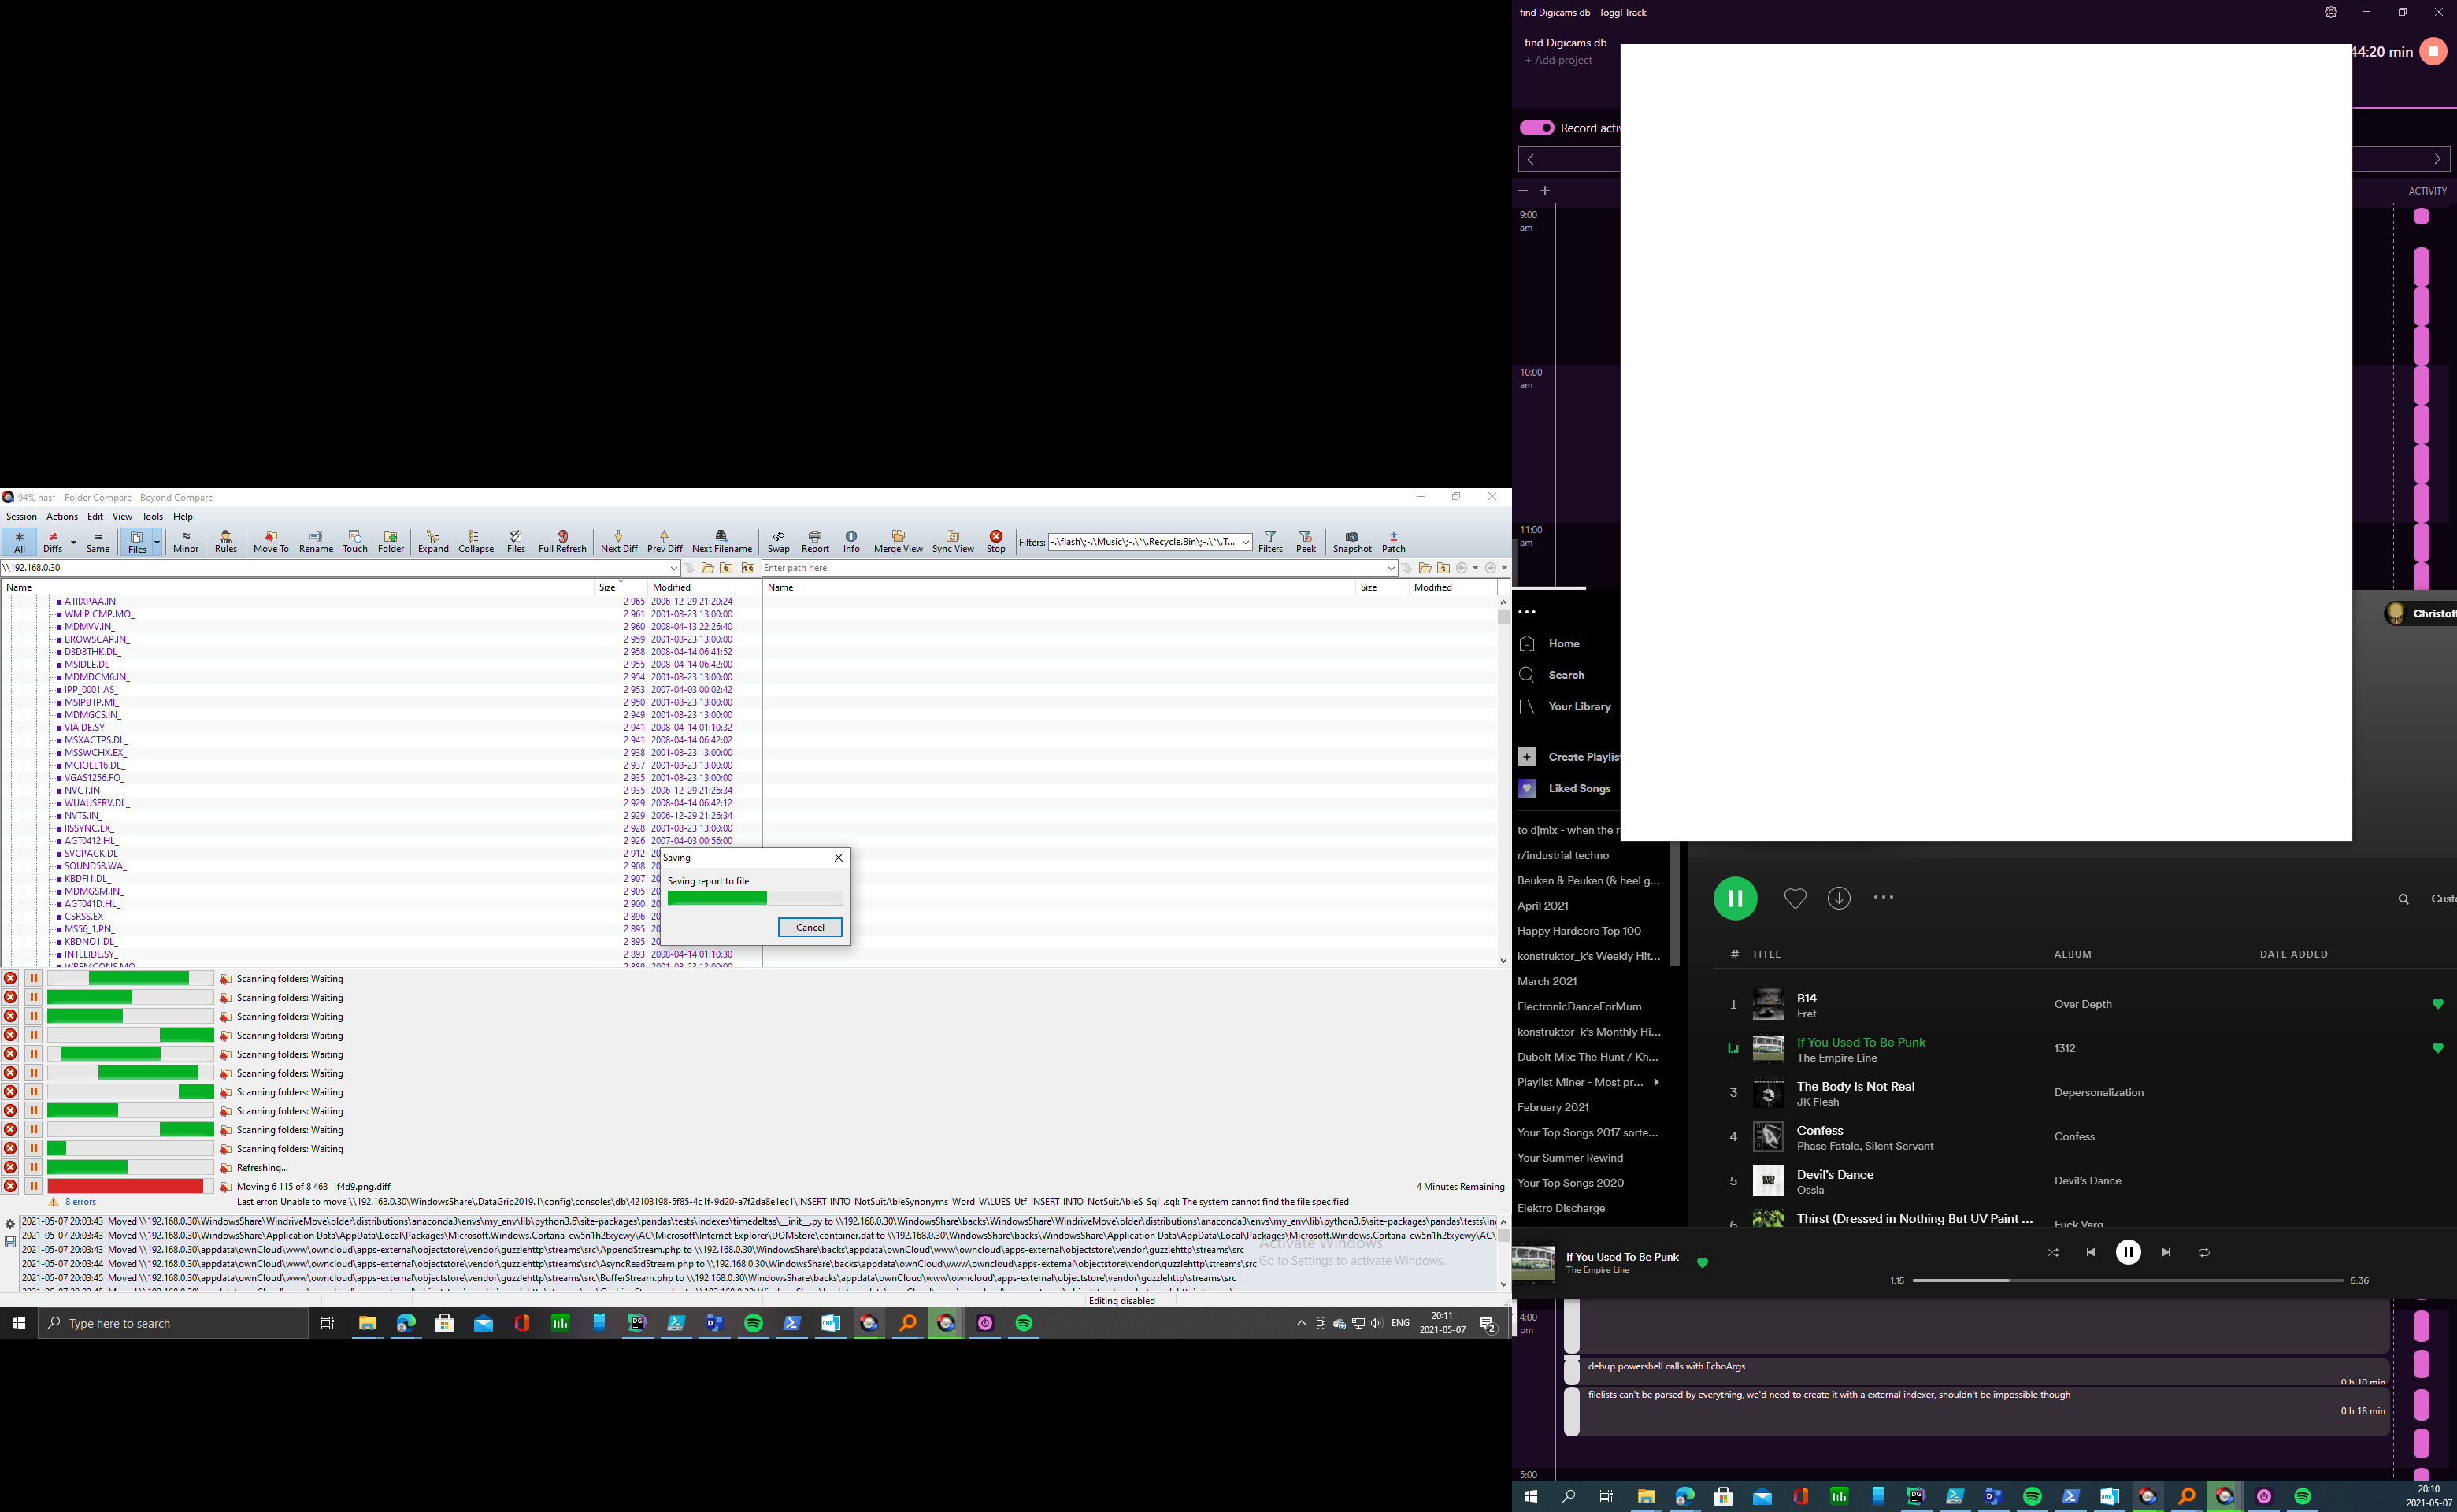 94% nas* - Folder Compare - Beyond Compare
Session Actions Edit View Tools Help
All Diffs Same Files Minor Rules Move To Rename Touch Folder Expand Collapse Files Full Refresh Next Diff Prev Diff Next Filename Swap Report Info Merge View Sync View Stop Filters: -.\flash\;-.\Music\;-.\*\.Recycle.Bin\;-.\*\.T... Filters Peek Snapshot Patch
\\192.168.0.30 Enter path here
Name Size Modified Name Size Modified
ATIIXPAA.IN_ 2 965 2006-12-29 21:20:24
WMIPICMP.MO_ 2 961 2001-08-23 13:00:00
MDMVV.IN_ 2 960 2008-04-13 22:26:40
BROWSCAP.IN_ 2 959 2001-08-23 13:00:00
D3D8THK.DL_ 2 958 2008-04-14 06:41:52
MSIDLE.DL_ 2 955 2008-04-14 06:42:00
MDMDCM6.IN_ 2 954 2001-08-23 13:00:00
IPP_0001.AS_ 2 953 2007-04-03 00:02:42
MSIPBTP.MI_ 2 950 2001-08-23 13:00:00
MDMGCS.IN_ 2 949 2001-08-23 13:00:00
VIAIDE.SY_ 2 941 2008-04-14 01:10:32
MSXACTPS.DL_ 2 941 2008-04-14 06:42:02
MSSWCHX.EX_ 2 938 2001-08-23 13:00:00
MCIOLE16.DL_ 2 937 2001-08-23 13:00:00
VGAS1256.FO_ 2 935 2001-08-23 13:00:00
NVCT.IN_ 2 935 2006-12-29 21:26:34
WUAUSERV.DL_ 2 929 2008-04-14 06:42:12
NVTS.IN_ 2 929 2006-12-29 21:26:34
IISSYNC.EX_ 2 928 2001-08-23 13:00:00
AGT0412.HL_ 2 926 2007-04-03 00:56:00
SVCPACK.DL_ 2 912 20
SOUND58.WA_ 2 908 20
KBDFI1.DL_ 2 907 20
MDMGSM.IN_ 2 905 20
AGT041D.HL_ 2 900 20
CSRSS.EX_ 2 896 20
MS56_1.PN_ 2 895 20
KBDNO1.DL_ 2 895 20
INTELIDE.SY_ 2 893 2008-04-14 01:10:30
WBEMCONS.MO_ 2 889 2001-08-23 13:00:00
Saving
Saving report to file
Cancel
Scanning folders: Waiting
Scanning folders: Waiting
Scanning folders: Waiting
Scanning folders: Waiting
Scanning folders: Waiting
Scanning folders: Waiting
Scanning folders: Waiting
Scanning folders: Waiting
Scanning folders: Waiting
Scanning folders: Waiting
Refreshing...
Moving 6 115 of 8 468 1f4d9.png.diff 4 Minutes Remaining
8 errors Last error: Unable to move \\192.168.0.30\WindowsShare\.DataGrip2019.1\config\consoles\db\42108198-5f85-4c1f-9d20-a7f2da8e1ec1\INSERT_INTO_NotSuitAbleSynonyms_Word_VALUES_Utf_INSERT_INTO_NotSuitAbleS_Sql_.sql: The system cannot find the file specified
2021-05-07 20:03:43 Moved \\192.168.0.30\WindowsShare\WindriveMove\older\distributions\anaconda3\envs\my_env\lib\python3.6\site-packages\pandas\tests\indexes\timedeltas\__init__.py to \\192.168.0.30\WindowsShare\backs\WindowsShare\WindriveMove\older\distributions\anaconda3\envs\my_env\lib\python3.6\site-packages\pandas\tests\in
2021-05-07 20:03:43 Moved \\192.168.0.30\WindowsShare\Application Data\AppData\Local\Packages\Microsoft.Windows.Cortana_cw5n1h2txyewy\AC\Microsoft\Internet Explorer\DOMStore\container.dat to \\192.168.0.30\WindowsShare\backs\WindowsShare\Application Data\AppData\Local\Packages\Microsoft.Windows.Cortana_cw5n1h2txyewy\AC\
2021-05-07 20:03:43 Moved \\192.168.0.30\appdata\ownCloud\www\owncloud\apps-external\objectstore\vendor\guzzlehttp\streams\src\AppendStream.php to \\192.168.0.30\WindowsShare\backs\appdata\ownCloud\www\owncloud\apps-external\objectstore\vendor\guzzlehttp\streams\src
2021-05-07 20:03:44 Moved \\192.168.0.30\appdata\ownCloud\www\owncloud\apps-external\objectstore\vendor\guzzlehttp\streams\src\AsyncReadStream.php to \\192.168.0.30\WindowsShare\backs\appdata\ownCloud\www\owncloud\apps-external\objectstore\vendor\guzzlehttp\streams\src
2021-05-07 20:03:45 Moved \\192.168.0.30\appdata\ownCloud\www\owncloud\apps-external\objectstore\vendor\guzzlehttp\streams\src\BufferStream.php to \\192.168.0.30\WindowsShare\backs\appdata\ownCloud\www\owncloud\apps-external\objectstore\vendor\guzzlehttp\streams\src
Activate Windows
Go to Settings to activate Windows.
Editing disabled
Type here to search
ENG
20:11
2021-05-07
2
find Digicams db - Toggl Track
find Digicams db
+ Add project
44:20 min
Record activ
ACTIVITY
9:00
am
10:00
am
11:00
am
Home
Search
Your Library
Create Playlis
Liked Songs
to djmix - when the r
r/industrial techno
Beuken & Peuken (& heel g...
April 2021
Happy Hardcore Top 100
konstruktor_k's Weekly Hit...
March 2021
ElectronicDanceForMum
konstruktor_k's Monthly Hi...
Dubolt Mix: The Hunt / Kh...
Playlist Miner - Most pr...
February 2021
Your Top Songs 2017 sorte...
Your Summer Rewind
Your Top Songs 2020
Elektro Discharge
Christof
Custo
# TITLE ALBUM DATE ADDED
1 B14 Over Depth
Fret
If You Used To Be Punk 1312
The Empire Line
3 The Body Is Not Real Depersonalization
JK Flesh
4 Confess Confess
Phase Fatale, Silent Servant
5 Devil's Dance Devil's Dance
Ossia
6 Thirst (Dressed in Nothing But UV Paint ... Fuck Varg
If You Used To Be Punk
The Empire Line
1:15 5:36
4:00
pm
debup powershell calls with EchoArgs
0 h 10 min
filelists can't be parsed by everything, we'd need to create it with a external indexer, shouldn't be impossible though
0 h 18 min
5:00
20:10
2021-05-0